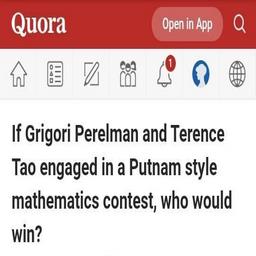 Quora
Open in App
1
If Grigori Perelman and Terence
Tao engaged in a Putnam style
mathematics contest, who would
win?